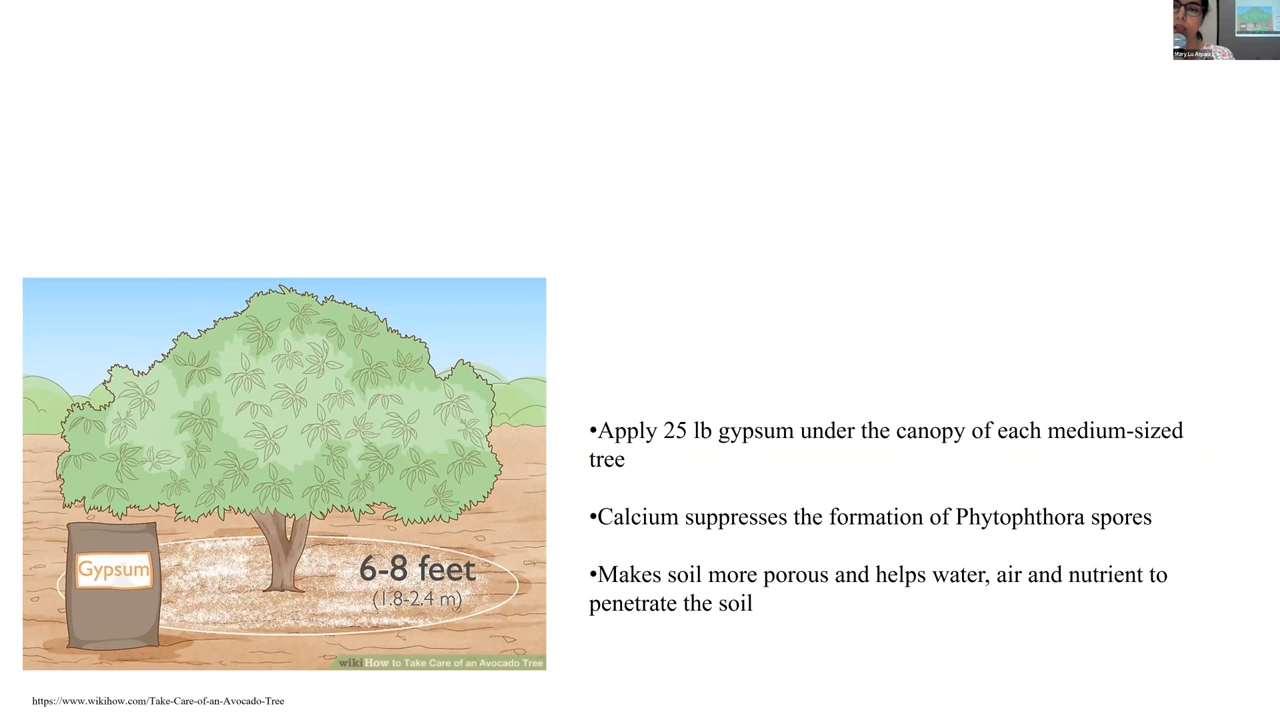 Mary Lu Arpaia
Gypsum
6-8 feet
(1.8-2.4 m)
wikiHow to Take Care of an Avocado Tree
•Apply 25 lb gypsum under the canopy of each medium-sized
tree
•Calcium suppresses the formation of Phytophthora spores
•Makes soil more porous and helps water, air and nutrient to
penetrate the soil
https://www.wikihow.com/Take-Care-of-an-Avocado-Tree